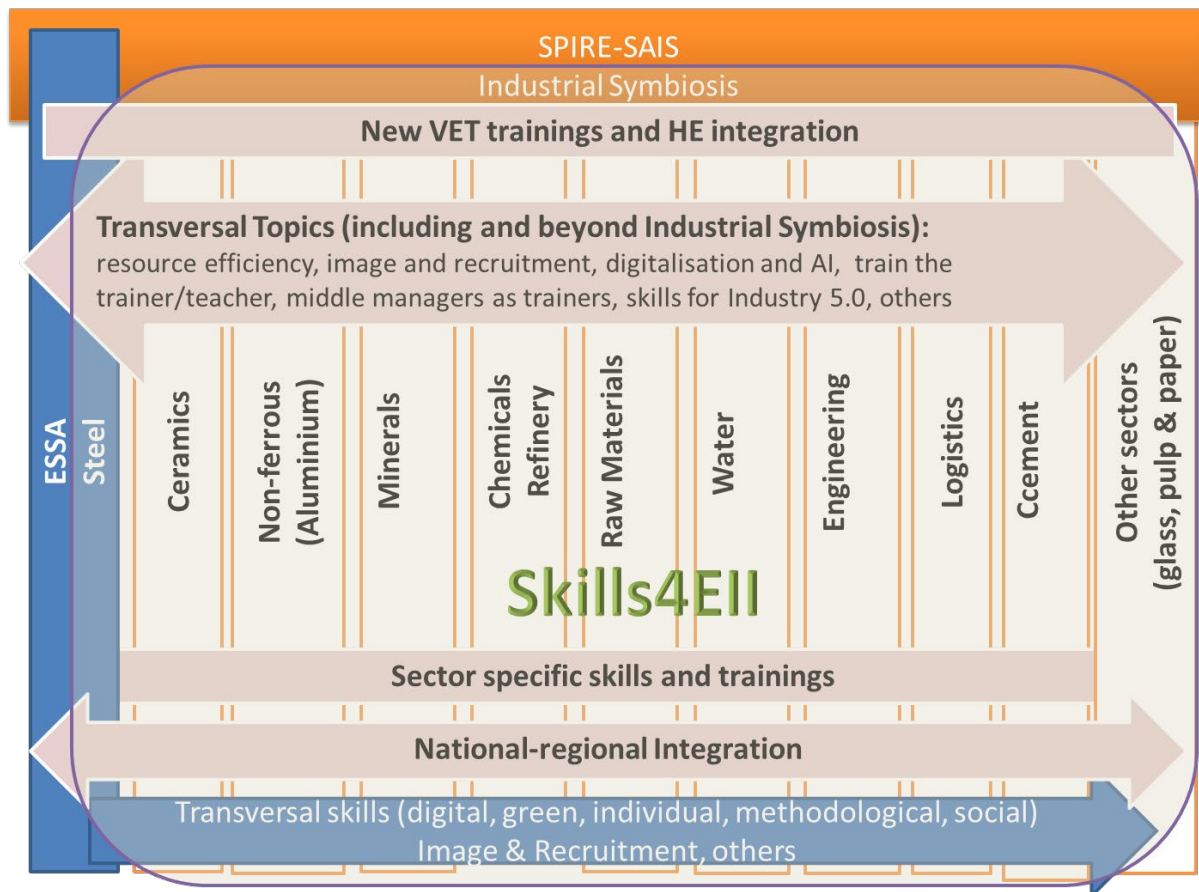 SPIRE-SAIS
Industrial Symbiosis
New VET trainings and HE integration
Transversal Topics (including and beyond Industrial Symbiosis):
resource efficiency, image and recruitment, digitalisation and AI, train the
trainer/teacher, middle managers as trainers, skills for Industry 5.0, others
ESSA
Steel
Ceramics
Non-ferrous
(Aluminium)
Minerals
Chemicals
Refinery
Raw Materials
Water
Engineering
Logistics
Ccement
Other sectors
(glass, pulp & paper)
Skills4EII
Sector specific skills and trainings
National-regional Integration
Transversal skills (digital, green, individual, methodological, social)
Image & Recruitment, others